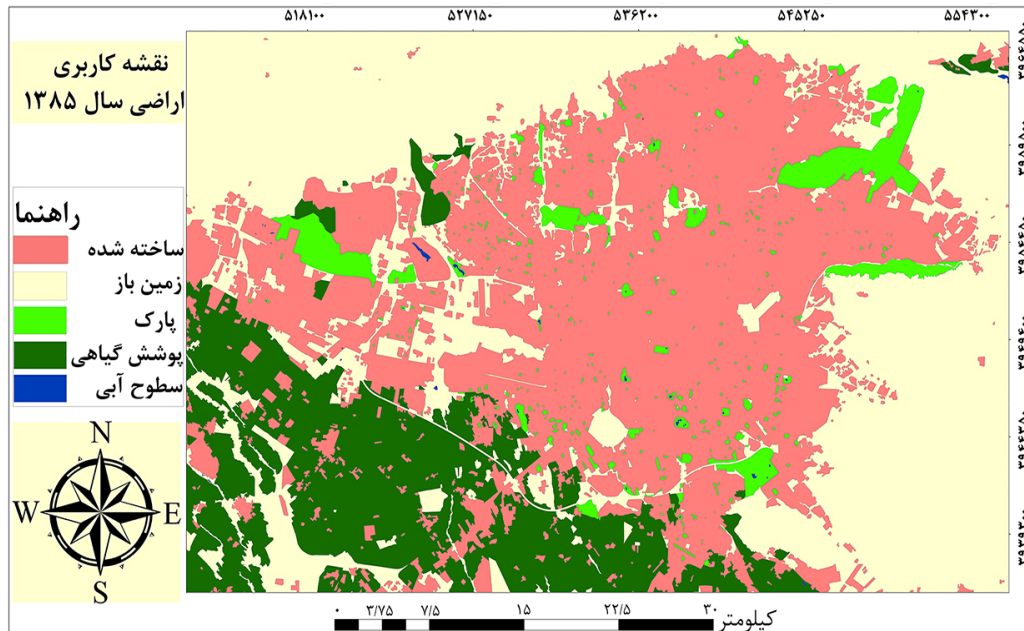 ۵۱۸۱۰۰ ۵۲۷۱۵۰ ۵۳۶۲۰۰ ۵۴۵۲۵۰ ۵۵۴۳۰۰
نقشه کاربری
اراضی سال ۱۳۸۵
راهنما
ساخته شده
زمین باز
پارک
پوشش گیاهی
سطوح آبی
N
W E
S
۰ ۳/۷۵ ۷/۵ ۱۵ ۲۲/۵ ۳۰ کیلومتر